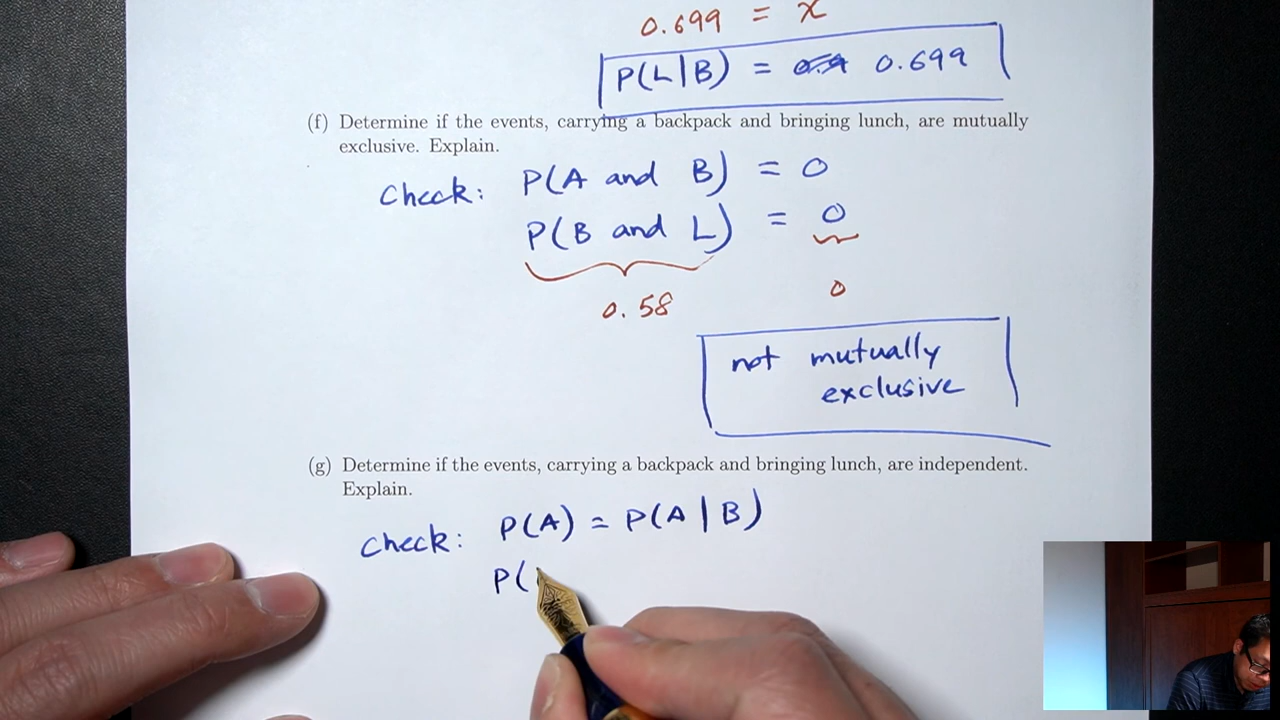 0.699 = x
P(L|B) = 0.699
(f) Determine if the events, carrying a backpack and bringing lunch, are mutually
exclusive. Explain.
Check: P(A and B) = 0
P(B and L) = 0
0.58 0
not mutually
exclusive
(g) Determine if the events, carrying a backpack and bringing lunch, are independent.
Explain.
Check: P(A) = P(A|B)
P(